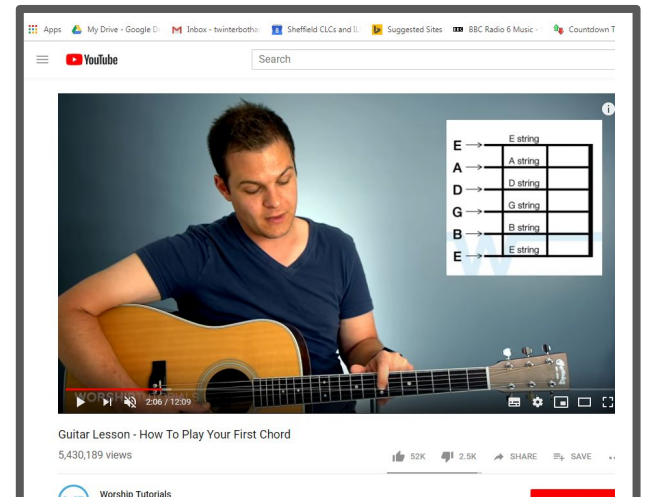 Apps My Drive - Google D Inbox - twinterbotha Sheffield CLCs and IL Suggested Sites BBC Radio 6 Music - Countdown T
YouTube
Search
i
E E string
A A string
D D string
G G string
B B string
E E string
2:06 / 12:09
Guitar Lesson - How To Play Your First Chord
5,430,189 views
52K 2.5K SHARE SAVE
Worship Tutorials